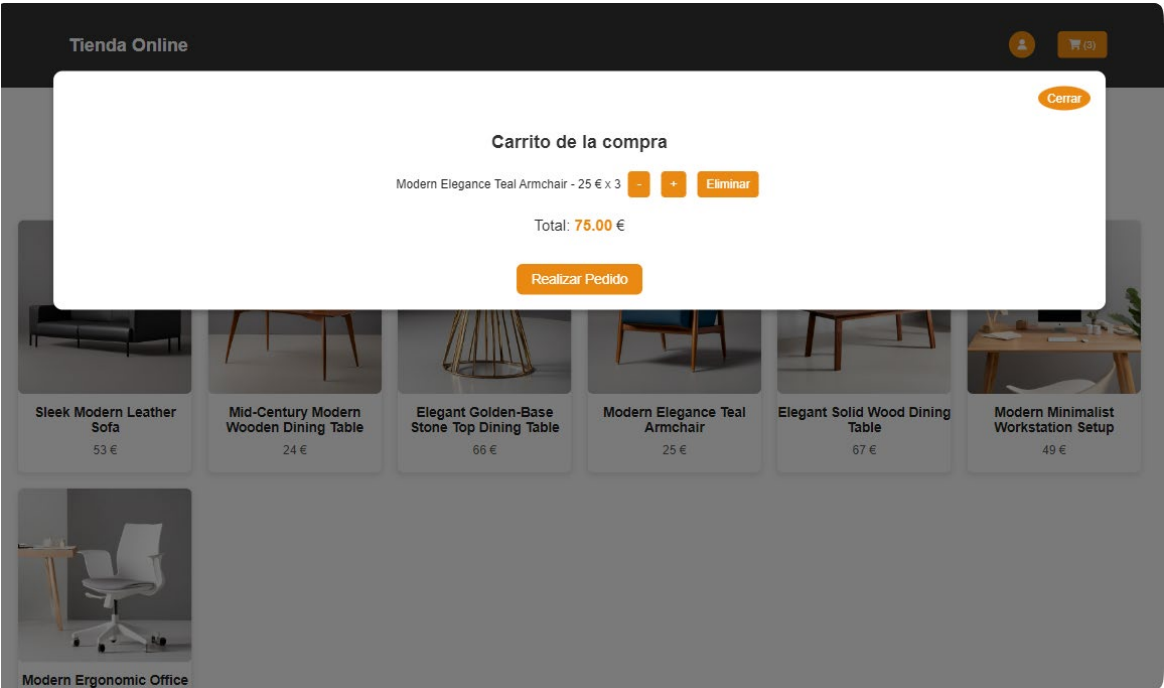 Tienda Online
(3)
Cerrar
Carrito de la compra
Modern Elegance Teal Armchair - 25 € x 3 - + Eliminar
Total: 75.00 €
Realizar Pedido
Sleek Modern Leather
Sofa
53 €
Mid-Century Modern
Wooden Dining Table
24 €
Elegant Golden-Base
Stone Top Dining Table
66 €
Modern Elegance Teal
Armchair
25 €
Elegant Solid Wood Dining
Table
67 €
Modern Minimalist
Workstation Setup
49 €
Modern Ergonomic Office